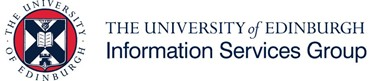 THE UNIVERSITY
OF EDINBURGH
THE UNIVERSITY of EDINBURGH
Information Services Group